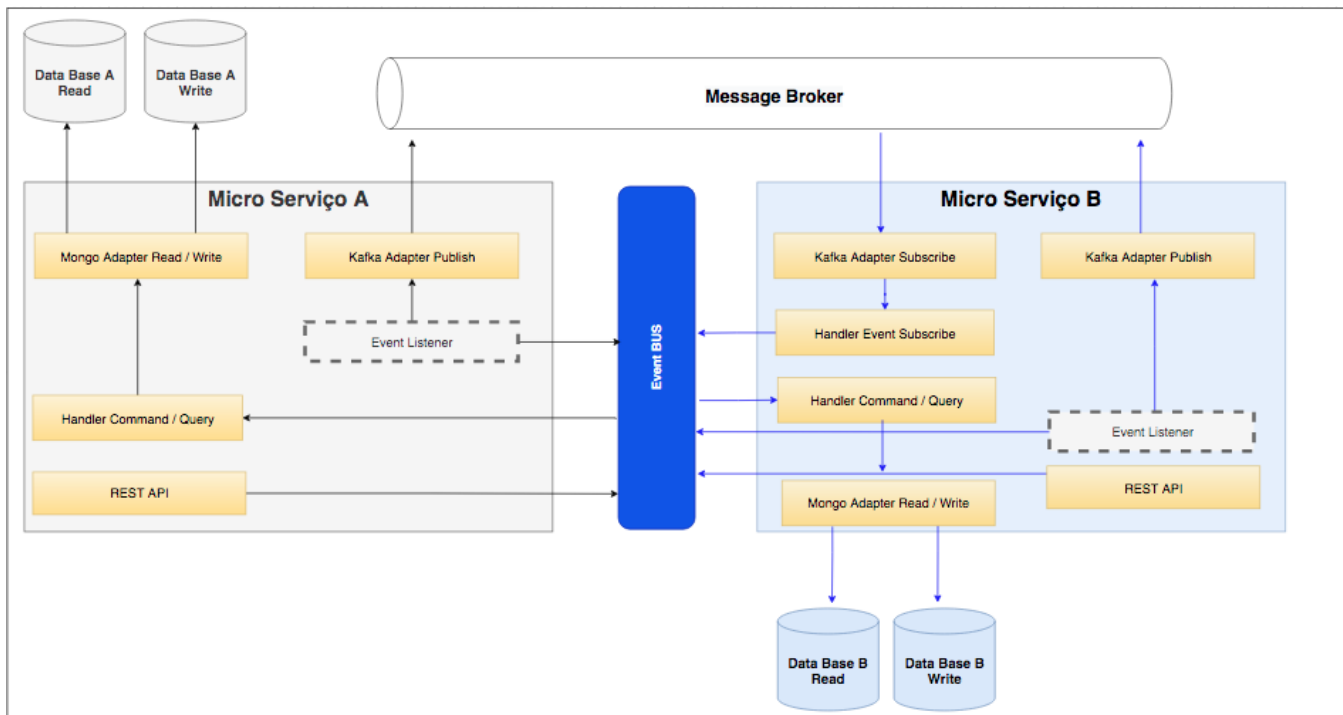 Data Base A
Read
Data Base A
Write
Message Broker
Micro Serviço A
Micro Serviço B
Mongo Adapter Read / Write
Kafka Adapter Publish
Kafka Adapter Subscribe
Kafka Adapter Publish
Event Listener
Event BUS
Handler Event Subscribe
Handler Command / Query
Handler Command / Query
Event Listener
REST API
REST API
Mongo Adapter Read / Write
Data Base B
Read
Data Base B
Write